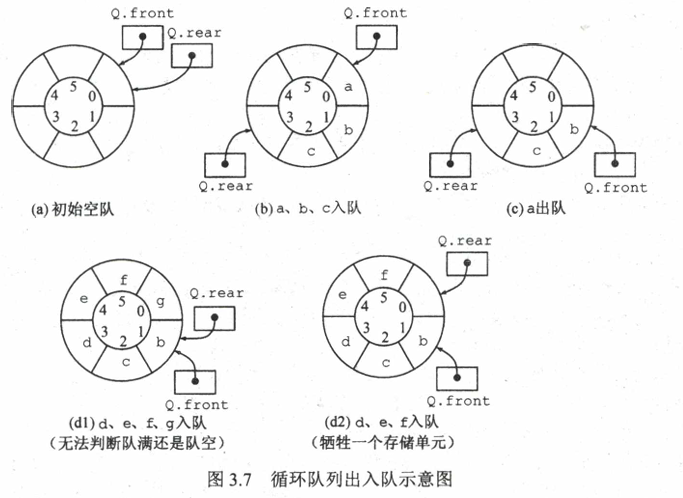 Q.front
Q.rear
4 5 0
3 2 1
(a) 初始空队
Q.front
a
4 5 0
3 2 1
b
c
Q.rear
(b) a、b、c入队
4 5 0
3 2 1
b
c
Q.rear
Q.front
(c) a出队
f
e
g
4 5 0
3 2 1
d
b
c
Q.rear
Q.front
(d1) d、e、f、g入队
（无法判断队满还是队空）
Q.rear
f
e
4 5 0
3 2 1
d
b
c
Q.front
(d2) d、e、f入队
（牺牲一个存储单元）
图 3.7 循环队列出入队示意图